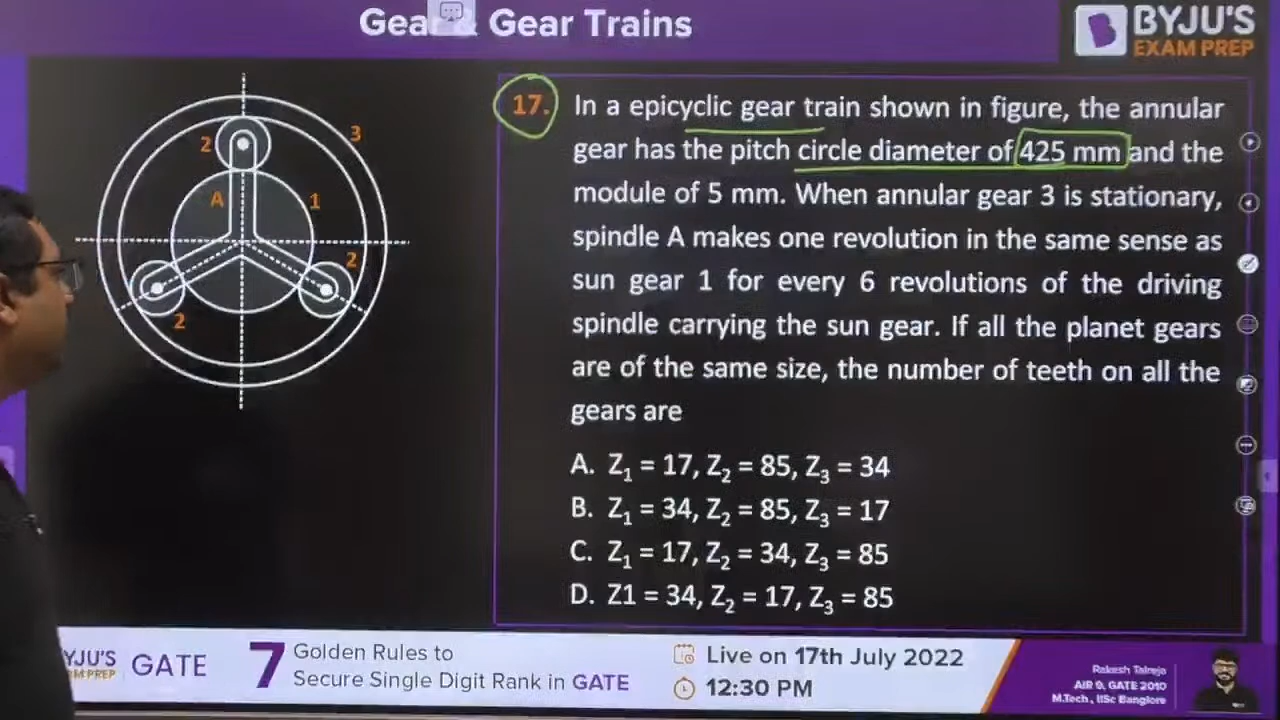 Gear & Gear Trains
BYJU'S
EXAM PREP
2
3
A
1
2
2
17. In a epicyclic gear train shown in figure, the annular
gear has the pitch circle diameter of 425 mm and the
module of 5 mm. When annular gear 3 is stationary,
spindle A makes one revolution in the same sense as
sun gear 1 for every 6 revolutions of the driving
spindle carrying the sun gear. If all the planet gears
are of the same size, the number of teeth on all the
gears are
A. Z₁ = 17, Z₂ = 85, Z₃ = 34
B. Z₁ = 34, Z₂ = 85, Z₃ = 17
C. Z₁ = 17, Z₂ = 34, Z₃ = 85
D. Z1 = 34, Z₂ = 17, Z₃ = 85
YJU'S
M PREP
GATE
7
Golden Rules to
Secure Single Digit Rank in GATE
Live on 17th July 2022
12:30 PM
Rakesh Talreja
AIR 9, GATE 2010
M.Tech, IISc Banglore